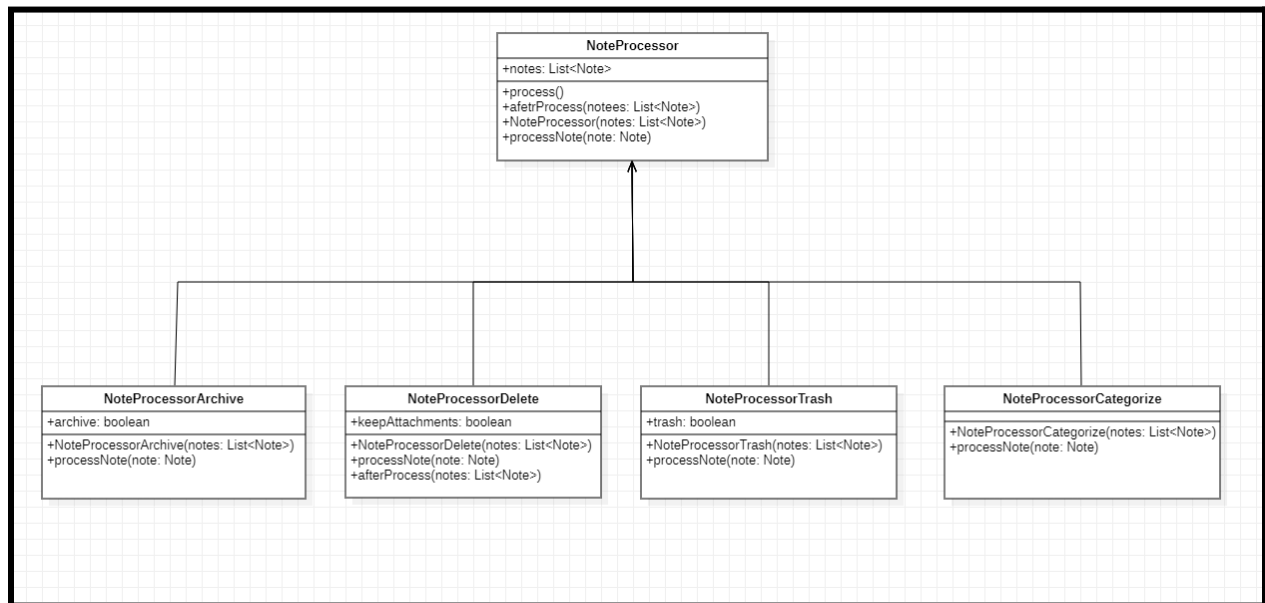 NoteProcessor
+notes: List<Note>
+process()
+afetrProcess(notees: List<Note>)
+NoteProcessor(notes: List<Note>)
+processNote(note: Note)
NoteProcessorArchive
+archive: boolean
+NoteProcessorArchive(notes: List<Note>)
+processNote(note: Note)
NoteProcessorDelete
+keepAttachments: boolean
+NoteProcessorDelete(notes: List<Note>)
+processNote(note: Note)
+afterProcess(notes: List<Note>)
NoteProcessorTrash
+trash: boolean
+NoteProcessorTrash(notes: List<Note>)
+processNote(note: Note)
NoteProcessorCategorize
+NoteProcessorCategorize(notes: List<Note>)
+processNote(note: Note)